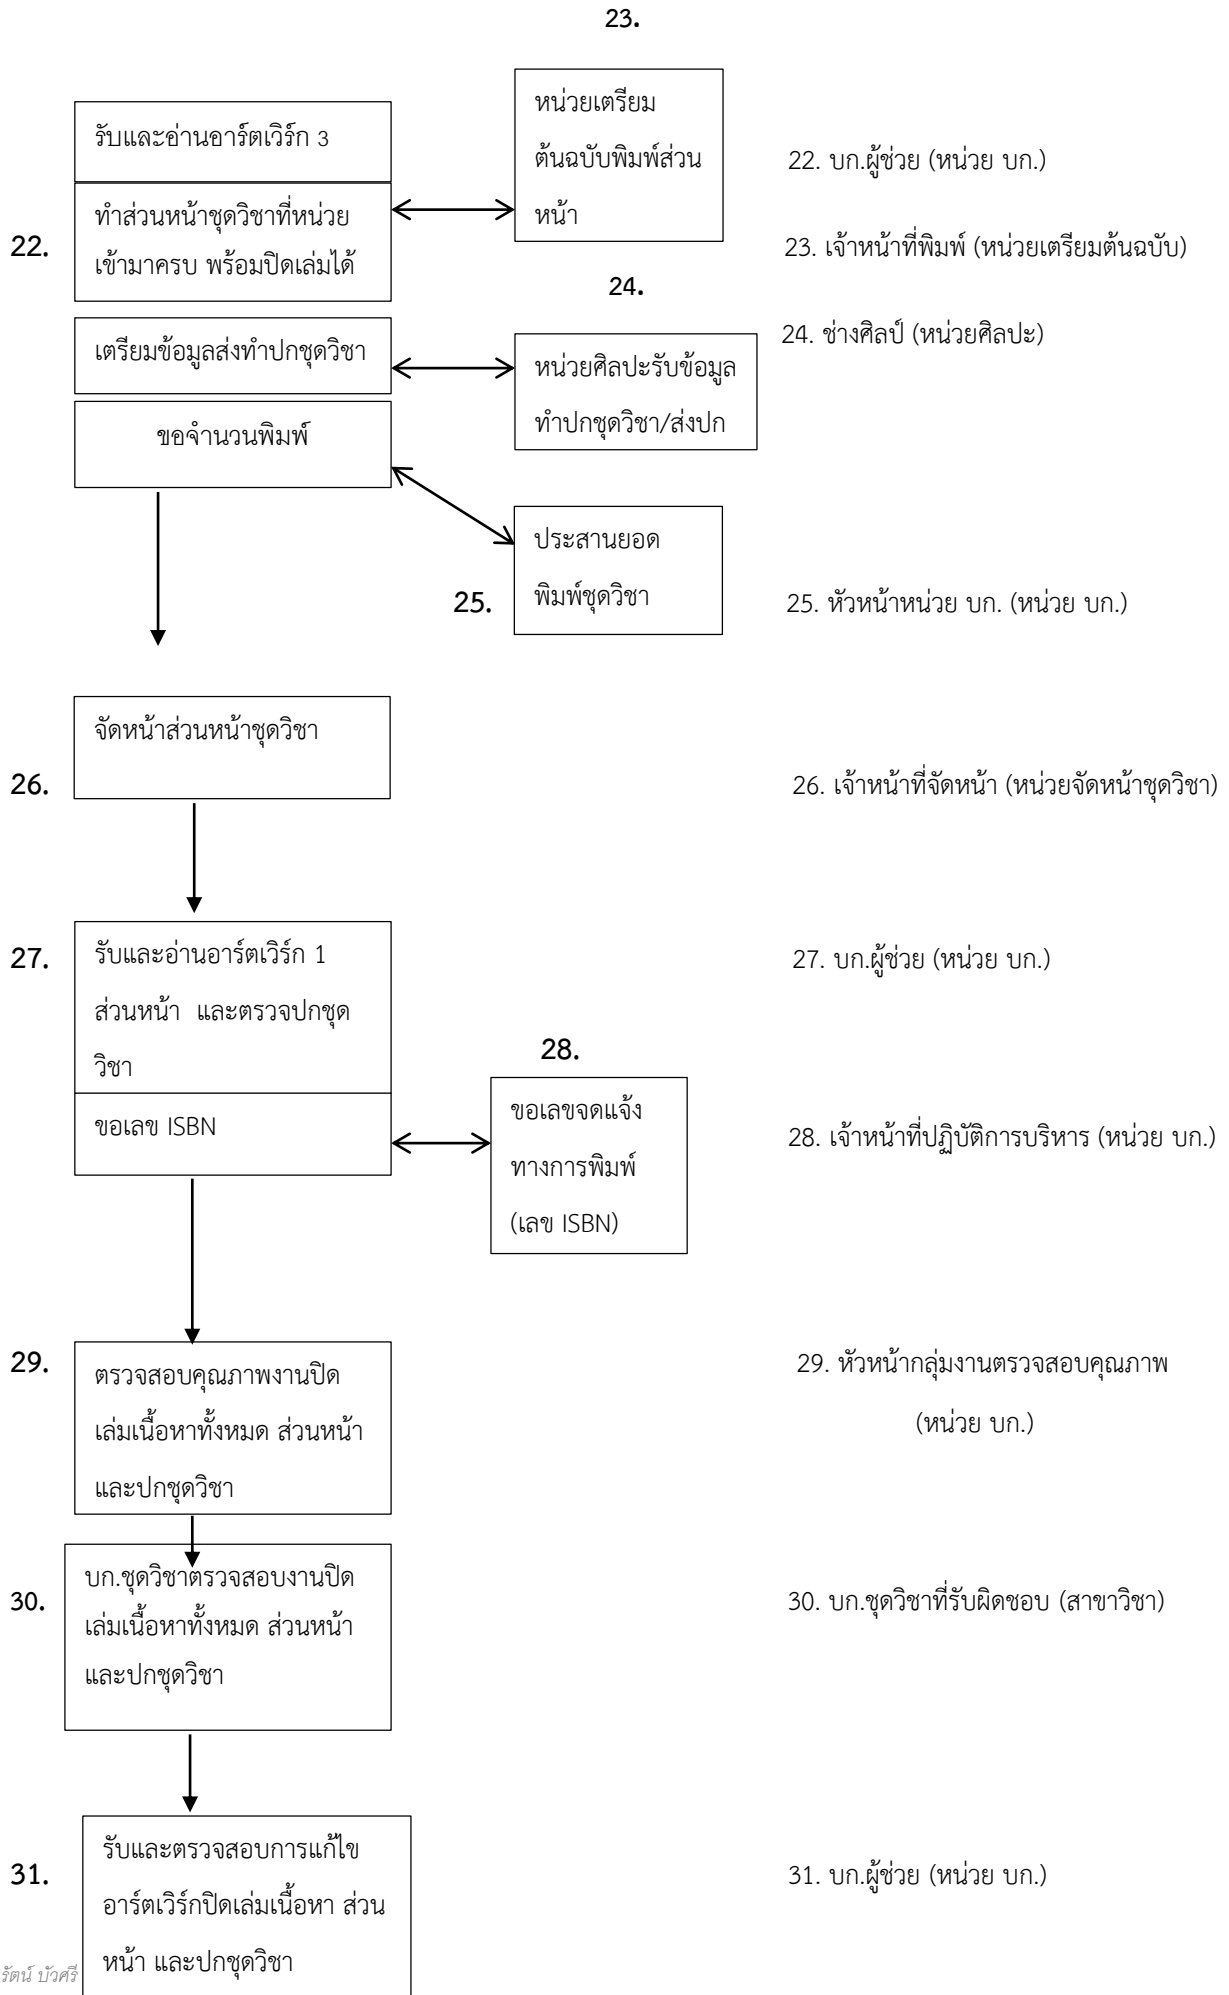 23.
หน่วยเตรียม
ต้นฉบับพิมพ์ส่วน
หน้า
รับและอ่านอาร์ตเวิร์ก 3
22. บก.ผู้ช่วย (หน่วย บก.)
22.
ทำส่วนหน้าชุดวิชาที่หน่วย
เข้ามาครบ พร้อมปิดเล่มได้
23. เจ้าหน้าที่พิมพ์ (หน่วยเตรียมต้นฉบับ)
24.
24. ช่างศิลป์ (หน่วยศิลปะ)
เตรียมข้อมูลส่งทำปกชุดวิชา
หน่วยศิลปะรับข้อมูล
ทำปกชุดวิชา/ส่งปก
ขอจำนวนพิมพ์
ประสานยอด
พิมพ์ชุดวิชา
25.
25. หัวหน้าหน่วย บก. (หน่วย บก.)
จัดหน้าส่วนหน้าชุดวิชา
26.
26. เจ้าหน้าที่จัดหน้า (หน่วยจัดหน้าชุดวิชา)
27.
รับและอ่านอาร์ตเวิร์ก 1
ส่วนหน้า และตรวจปกชุด
วิชา
27. บก.ผู้ช่วย (หน่วย บก.)
28.
ขอเลข ISBN
ขอเลขจดแจ้ง
ทางการพิมพ์
(เลข ISBN)
28. เจ้าหน้าที่ปฏิบัติการบริหาร (หน่วย บก.)
29.
ตรวจสอบคุณภาพงานปิด
เล่มเนื้อหาทั้งหมด ส่วนหน้า
และปกชุดวิชา
29. หัวหน้ากลุ่มงานตรวจสอบคุณภาพ
(หน่วย บก.)
30.
บก.ชุดวิชาตรวจสอบงานปิด
เล่มเนื้อหาทั้งหมด ส่วนหน้า
และปกชุดวิชา
30. บก.ชุดวิชาที่รับผิดชอบ (สาขาวิชา)
31.
รับและตรวจสอบการแก้ไข
อาร์ตเวิร์กปิดเล่มเนื้อหา ส่วน
หน้า และปกชุดวิชา
31. บก.ผู้ช่วย (หน่วย บก.)
รัตน์ บัวศรี